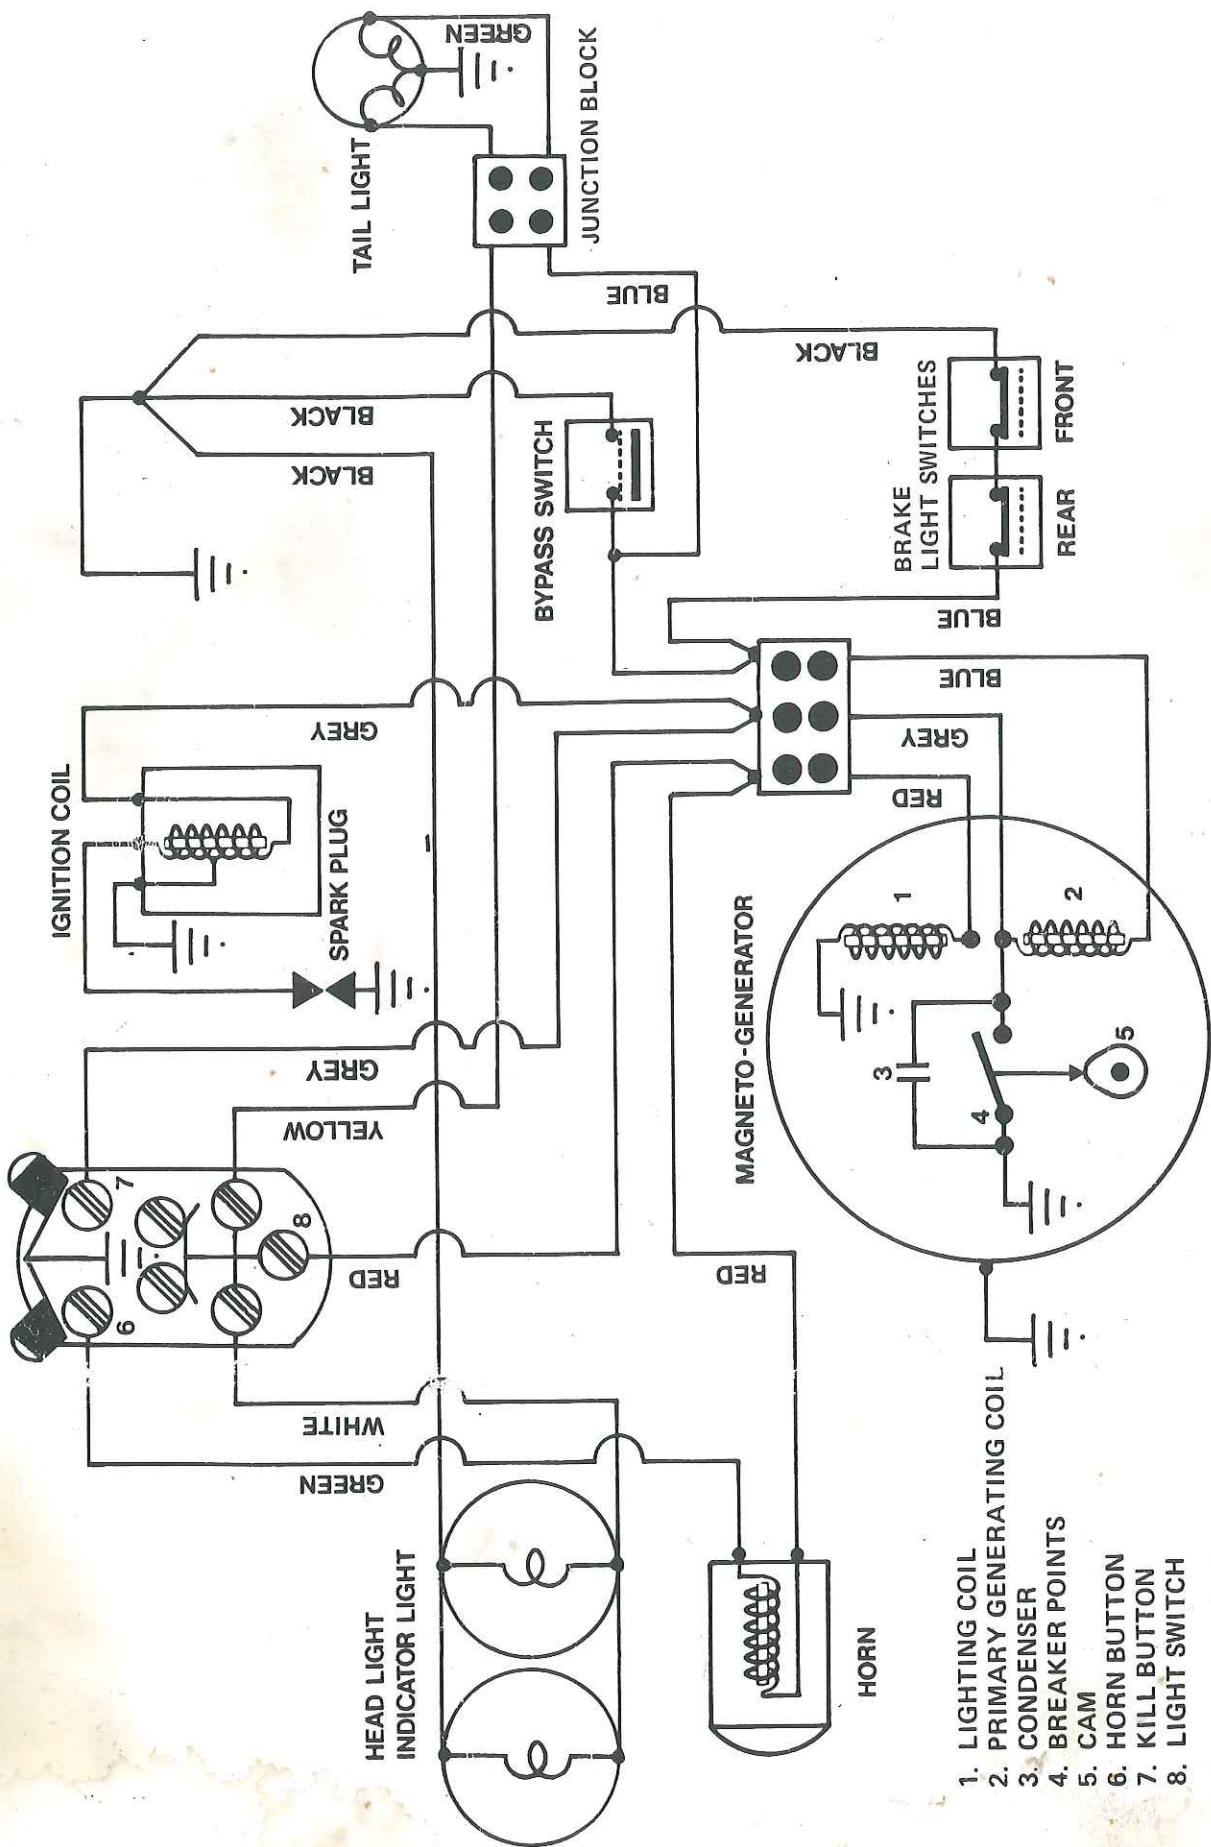 IGNITION COIL
6
7
8
SPARK PLUG
GREEN
WHITE
RED
YELLOW
GREY
GREY
BLACK
BLACK
TAIL LIGHT
GREEN
HEAD LIGHT
INDICATOR LIGHT
BYPASS SWITCH
JUNCTION BLOCK
BLUE
RED
MAGNETO-GENERATOR
BLACK
HORN
RED
GREY
BLUE
BLUE
BRAKE
LIGHT SWITCHES
REAR
FRONT
1
2
3
4
5
1. LIGHTING COIL
2. PRIMARY GENERATING COIL
3. CONDENSER
4. BREAKER POINTS
5. CAM
6. HORN BUTTON
7. KILL BUTTON
8. LIGHT SWITCH